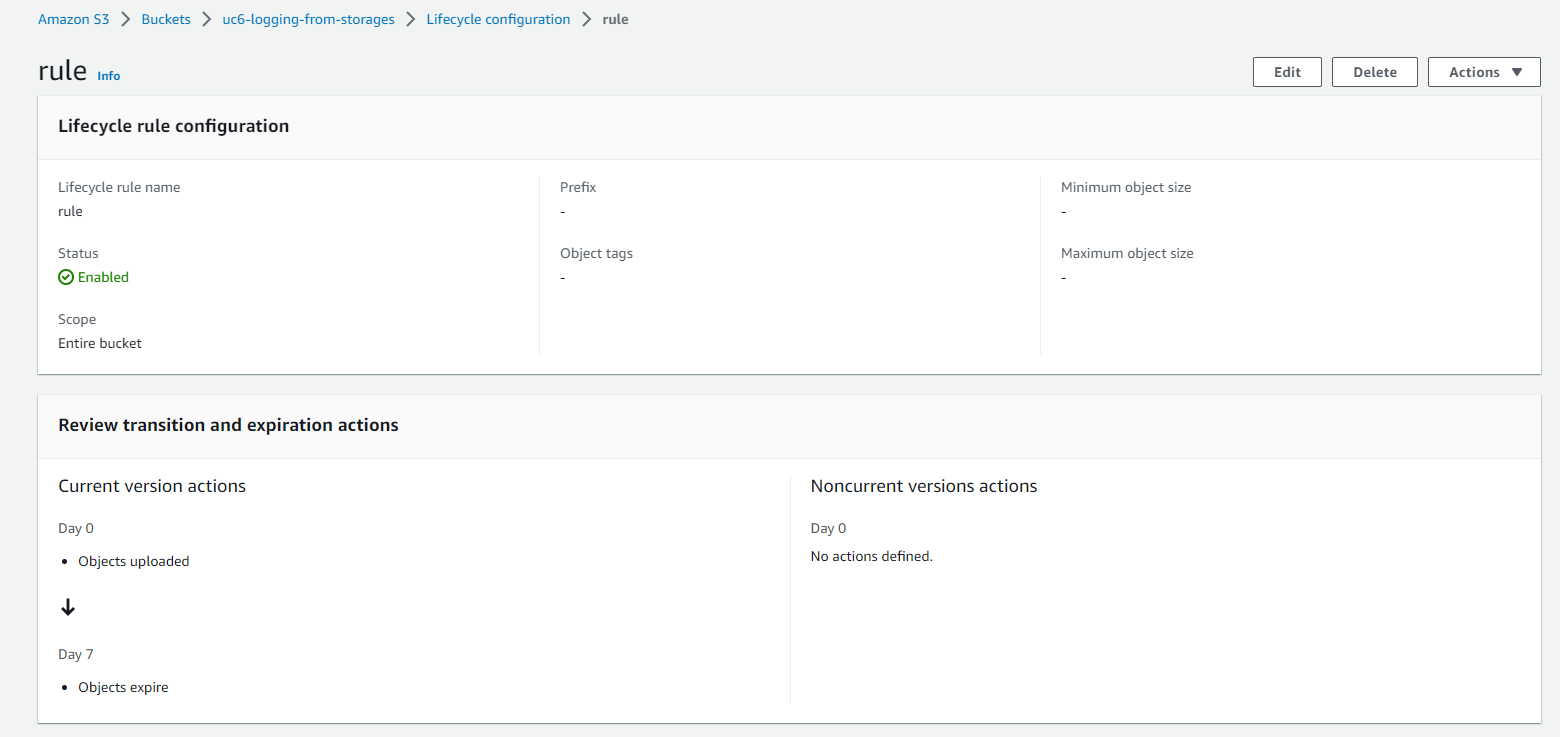 Amazon S3 > Buckets > uc6-logging-from-storages > Lifecycle configuration > rule
rule Info
Edit Delete Actions ▼
Lifecycle rule configuration
Lifecycle rule name
rule
Status
Enabled
Scope
Entire bucket
Prefix
-
Object tags
-
Minimum object size
-
Maximum object size
-
Review transition and expiration actions
Current version actions
Day 0
• Objects uploaded
↓
Day 7
• Objects expire
Noncurrent versions actions
Day 0
No actions defined.